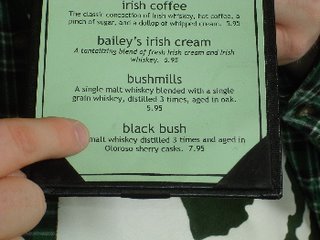 irish coffee
The classic concoction of Irish whiskey, hot coffee, a
pinch of sugar, and a dollop of whipped cream. 5.95
bailey's irish cream
A tantalizing blend of fresh Irish cream and Irish
whiskey. 5.95
bushmills
A single malt whiskey blended with a single
grain whiskey, distilled 3 times, aged in oak.
5.95
black bush
malt whiskey distilled 3 times and aged in
Oloroso sherry casks. 7.95